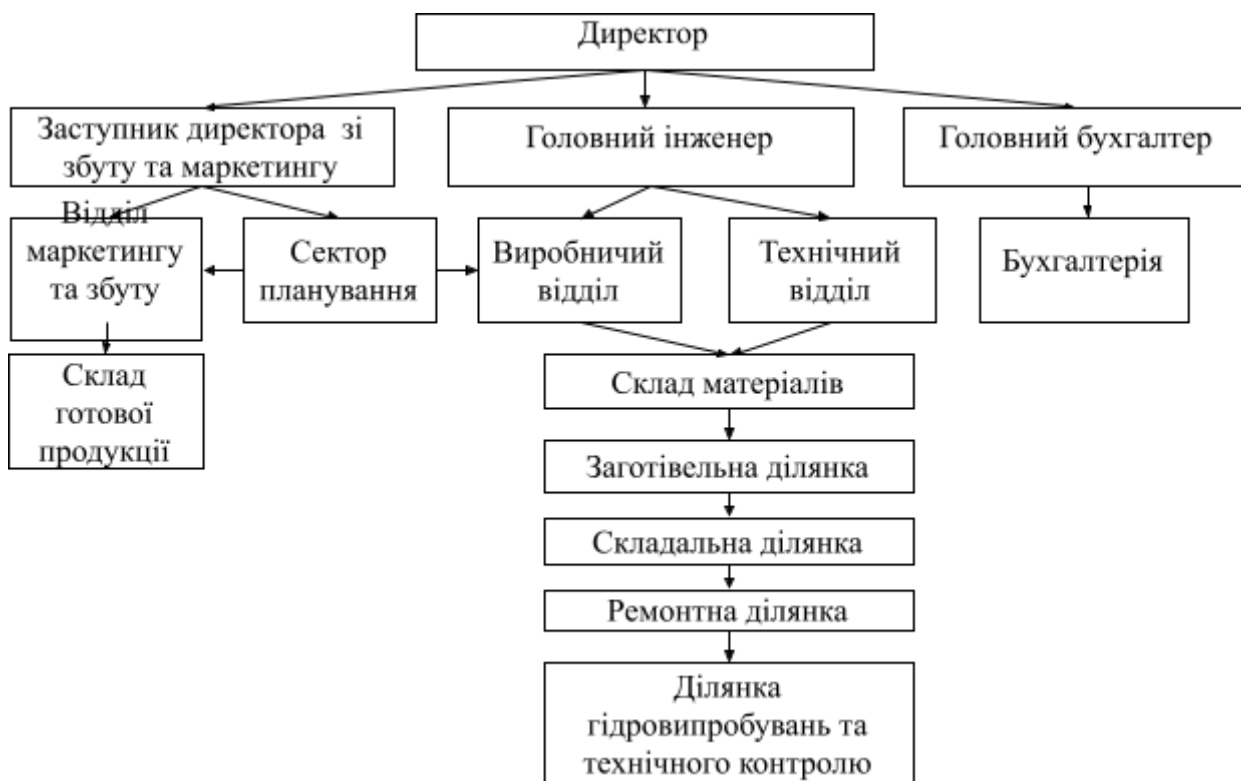 Директор
Заступник директора зі
збуту та маркетингу
Головний інженер
Головний бухгалтер
Відділ
маркетингу
та збуту
Сектор
планування
Виробничий
відділ
Технічний
відділ
Бухгалтерія
Склад
готової
продукції
Склад матеріалів
Заготівельна ділянка
Складальна ділянка
Ремонтна ділянка
Ділянка
гідровипробувань та
технічного контролю